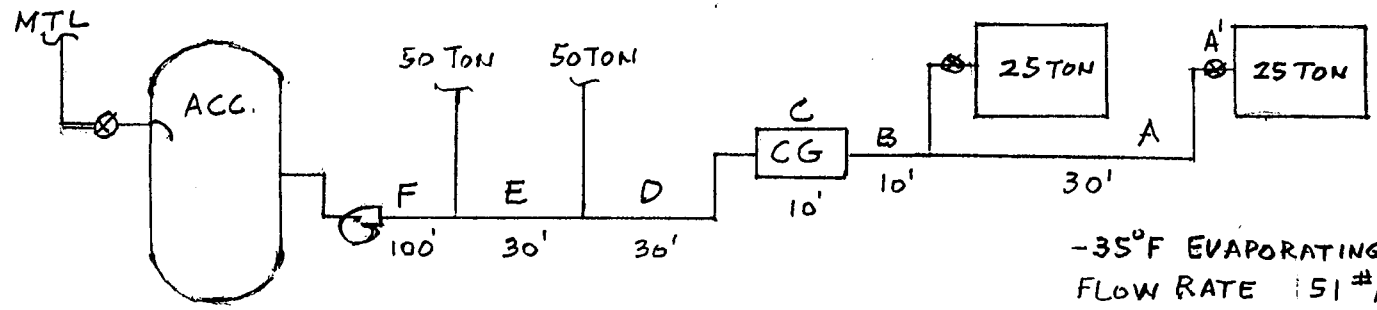 MTL
ACC.
50 TON
50 TON
F
100'
E
30'
D
30'
C
CG
10'
B
10'
25 TON
A
30'
A'
25 TON
-35°F EVAPORATING
FLOW RATE 151 #/